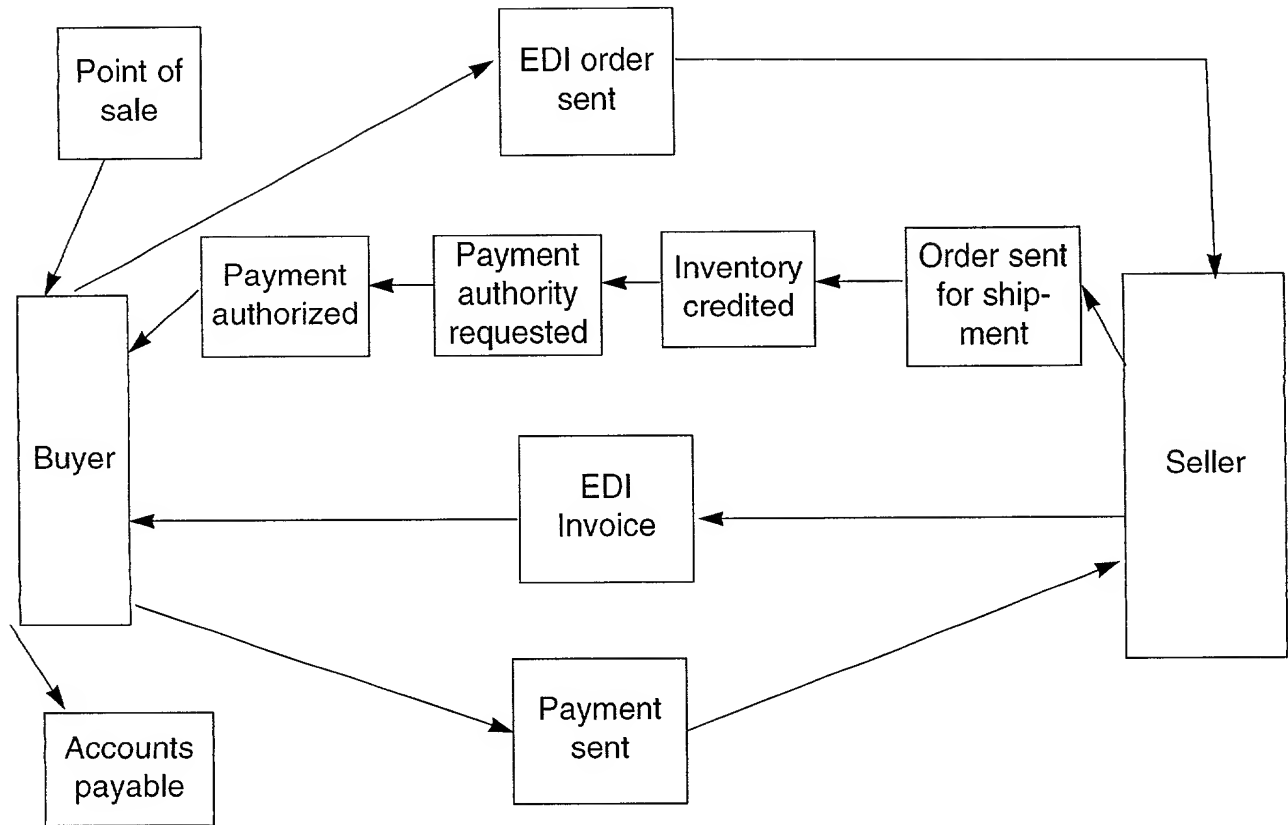 Point of
sale
EDI order
sent
Payment
authorized
Payment
authority
requested
Inventory
credited
Order sent
for ship-
ment
Buyer
EDI
Invoice
Seller
Payment
sent
Accounts
payable